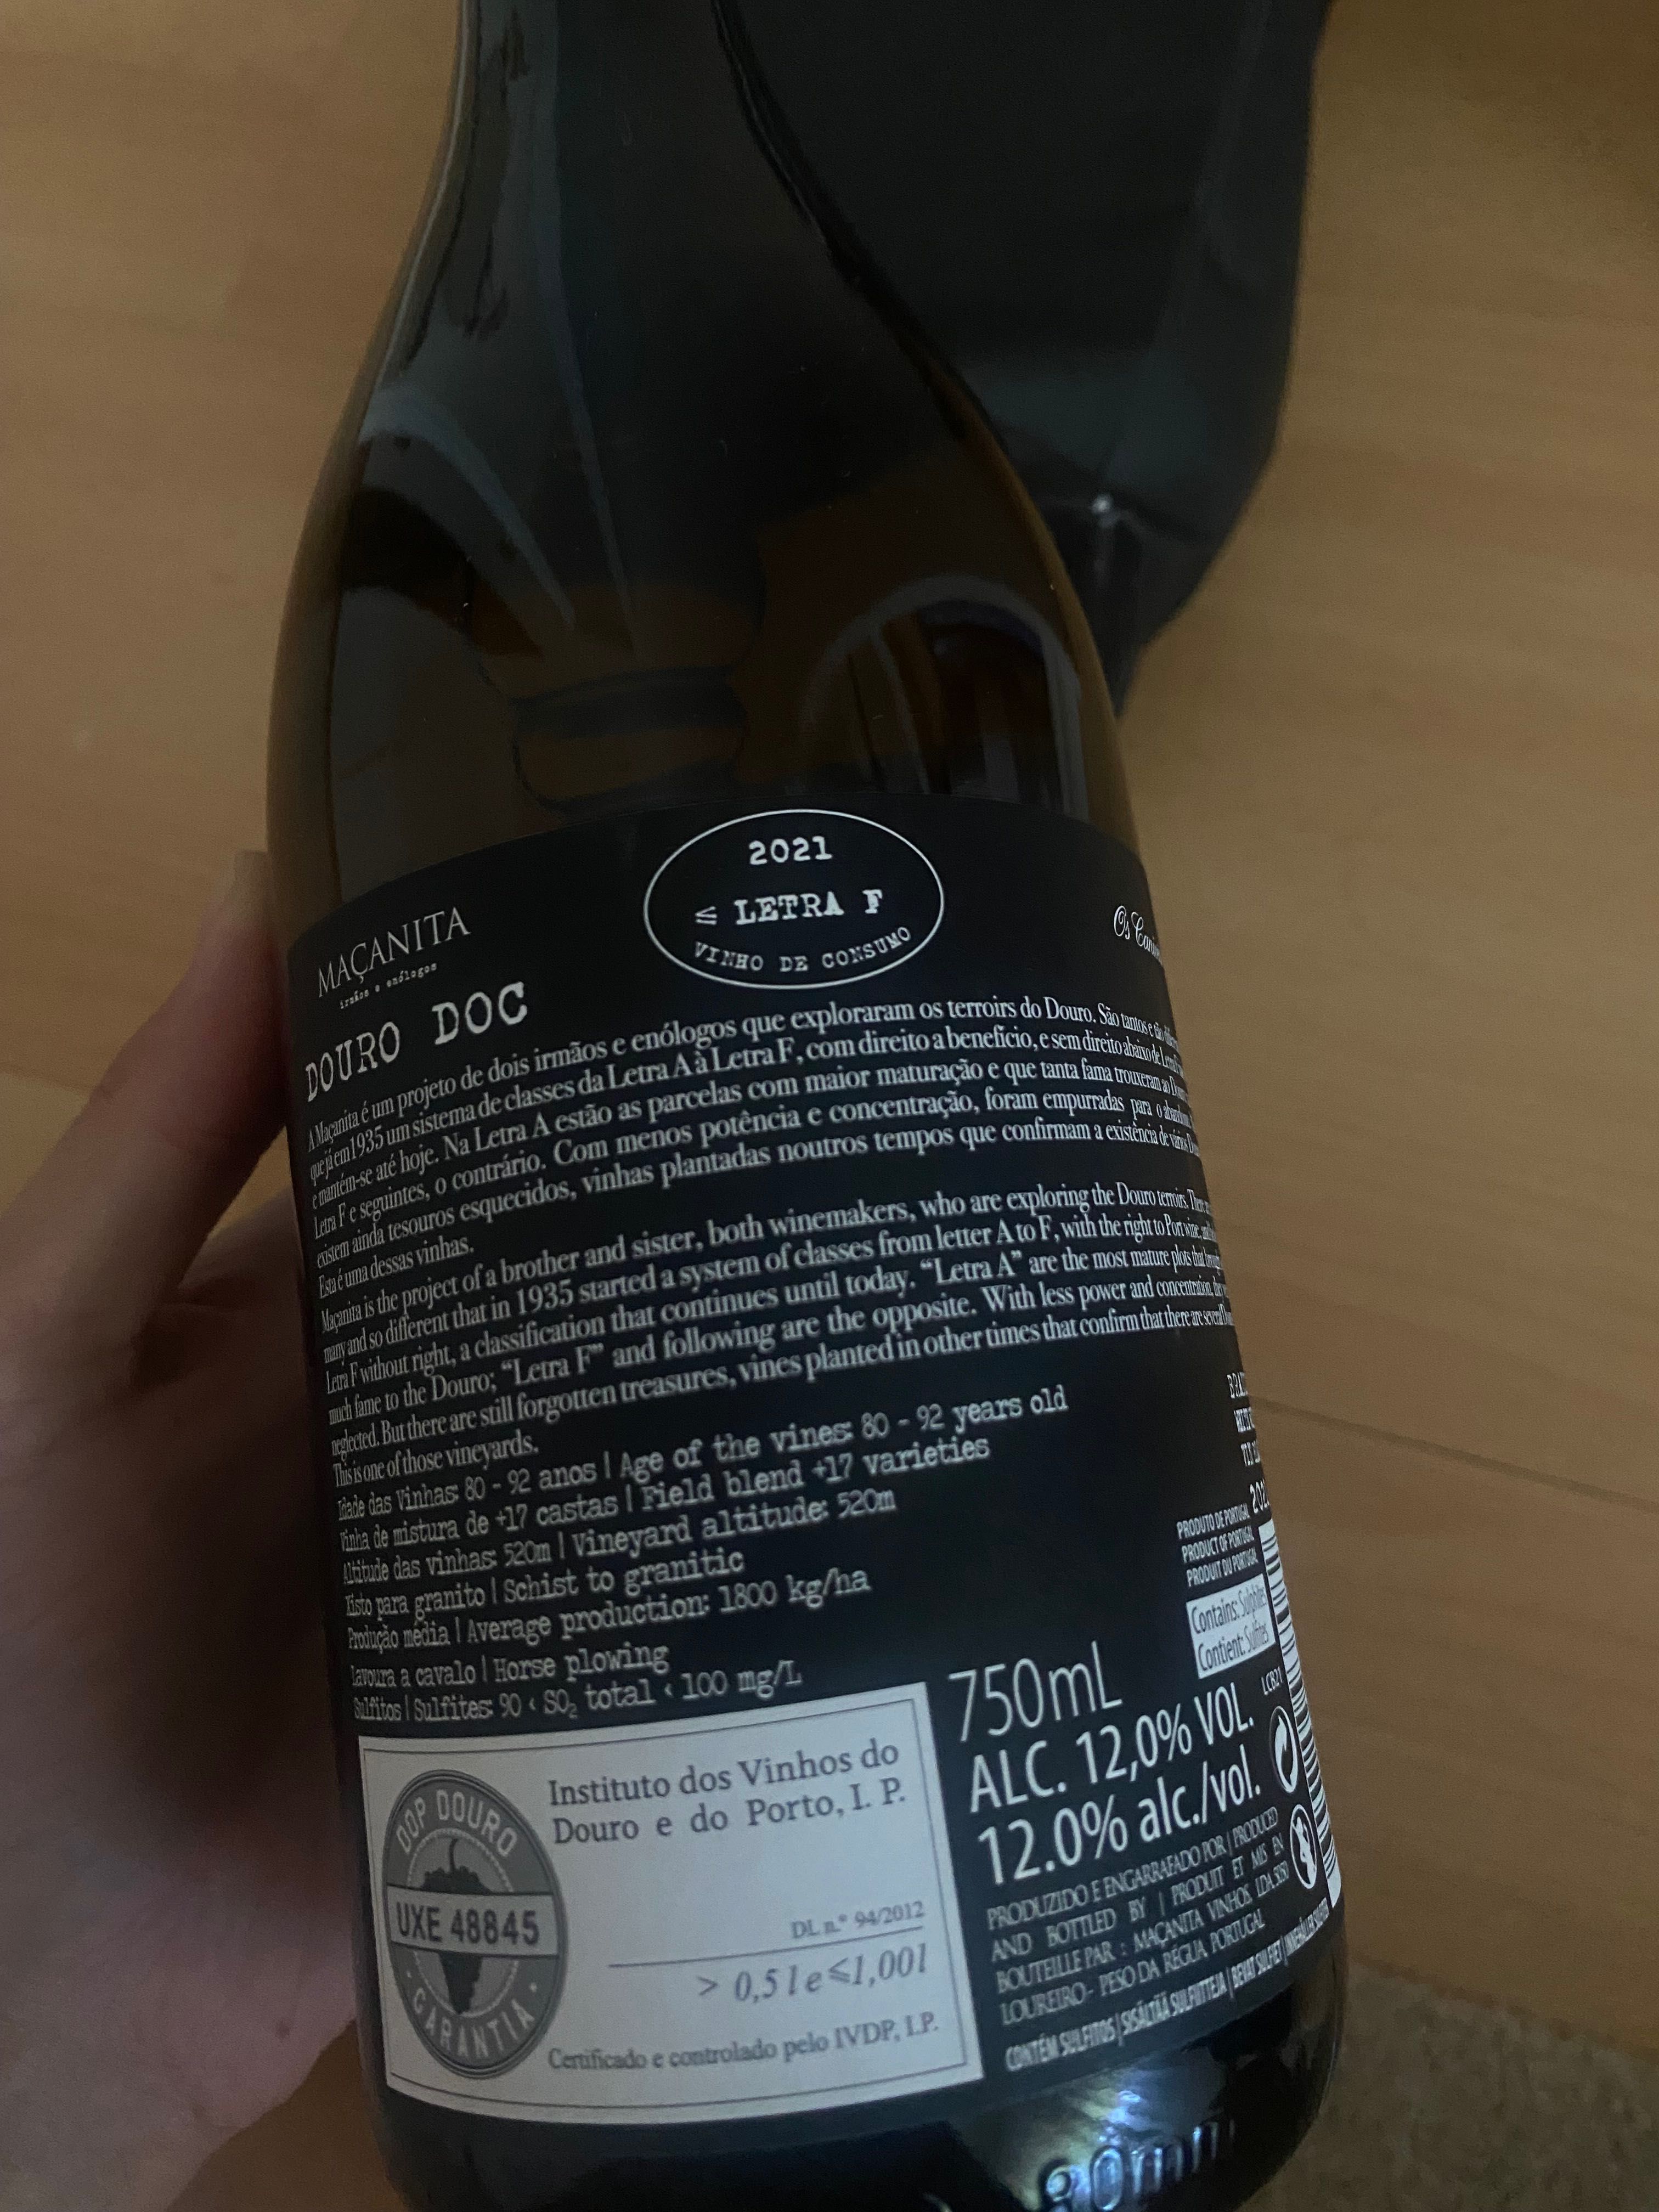 2021
≤ LETRA F
VINHO DE CONSUMO
MAÇANITA
irmãos e enólogos
Os
DOURO DOC
A Maçanita é um projeto de dois irmãos e enólogos que exploraram os terroirs do Douro. São tantos e tão
que já em 1935 um sistema de classes da Letra A à Letra F, com direito a benefício, e sem direito abaixo de Letra
e mantém-se até hoje. Na Letra A estão as parcelas com maior maturação e que tanta fama trouxeram ao
Letra F e seguintes, o contrário. Com menos potência e concentração, foram empurradas para o
existem ainda tesouros esquecidos, vinhas plantadas noutros tempos que confirmam a existência de vários
Esta é uma dessas vinhas.
Maçanita is the project of a brother and sister, both winemakers, who are exploring the Douro terroirs.
many and so different that in 1935 started a system of classes from letter A to F, with the right to Port wine,
Letra F without right, a classification that continues until today. “Letra A” are the most mature plots that
much fame to the Douro; “Letra F” and following are the opposite. With less power and concentration,
neglected. But there are still forgotten treasures, vines planted in other times that confirm that there are several
This is one of those vineyards.
Idade das Vinhas: 80 - 92 anos | Age of the vines: 80 - 92 years old
Vinha de mistura de +17 castas | Field blend +17 varieties
Altitude das vinhas: 520m | Vineyard altitude: 520m
Xisto para granito | Schist to granitic
Produção média | Average production: 1800 kg/ha
Lavoura a cavalo | Horse plowing
Sulfitos | Sulfites: 90 < SO₂ total < 100 mg/L
PRODUTO DE PORTUGAL
PRODUCT OF PORTUGAL
PRODUIT DU PORTUGAL
Contains: Sulphites
Contient: Sulfites
LCB21
750mL
ALC. 12,0% VOL.
12.0% alc./vol.
PRODUZIDO E ENGARRAFADO POR | PRODUCED
AND BOTTLED BY | PRODUIT ET MIS EN
BOUTEILLE PAR : MAÇANITA VINHOS, LDA 5050
LOUREIRO - PESO DA RÉGUA PORTUGAL
CONTÉM SULFITOS | SISÄLTÄÄ SULFIITTEJA | BEVAT SULFIET |
Instituto dos Vinhos do
Douro e do Porto, I. P.
DOP DOURO
UXE 48845
GARANTIA
DL n.º 94/2012
> 0,5 l e ⩽1,00l
Certificado e controlado pelo IVDP, I.P.